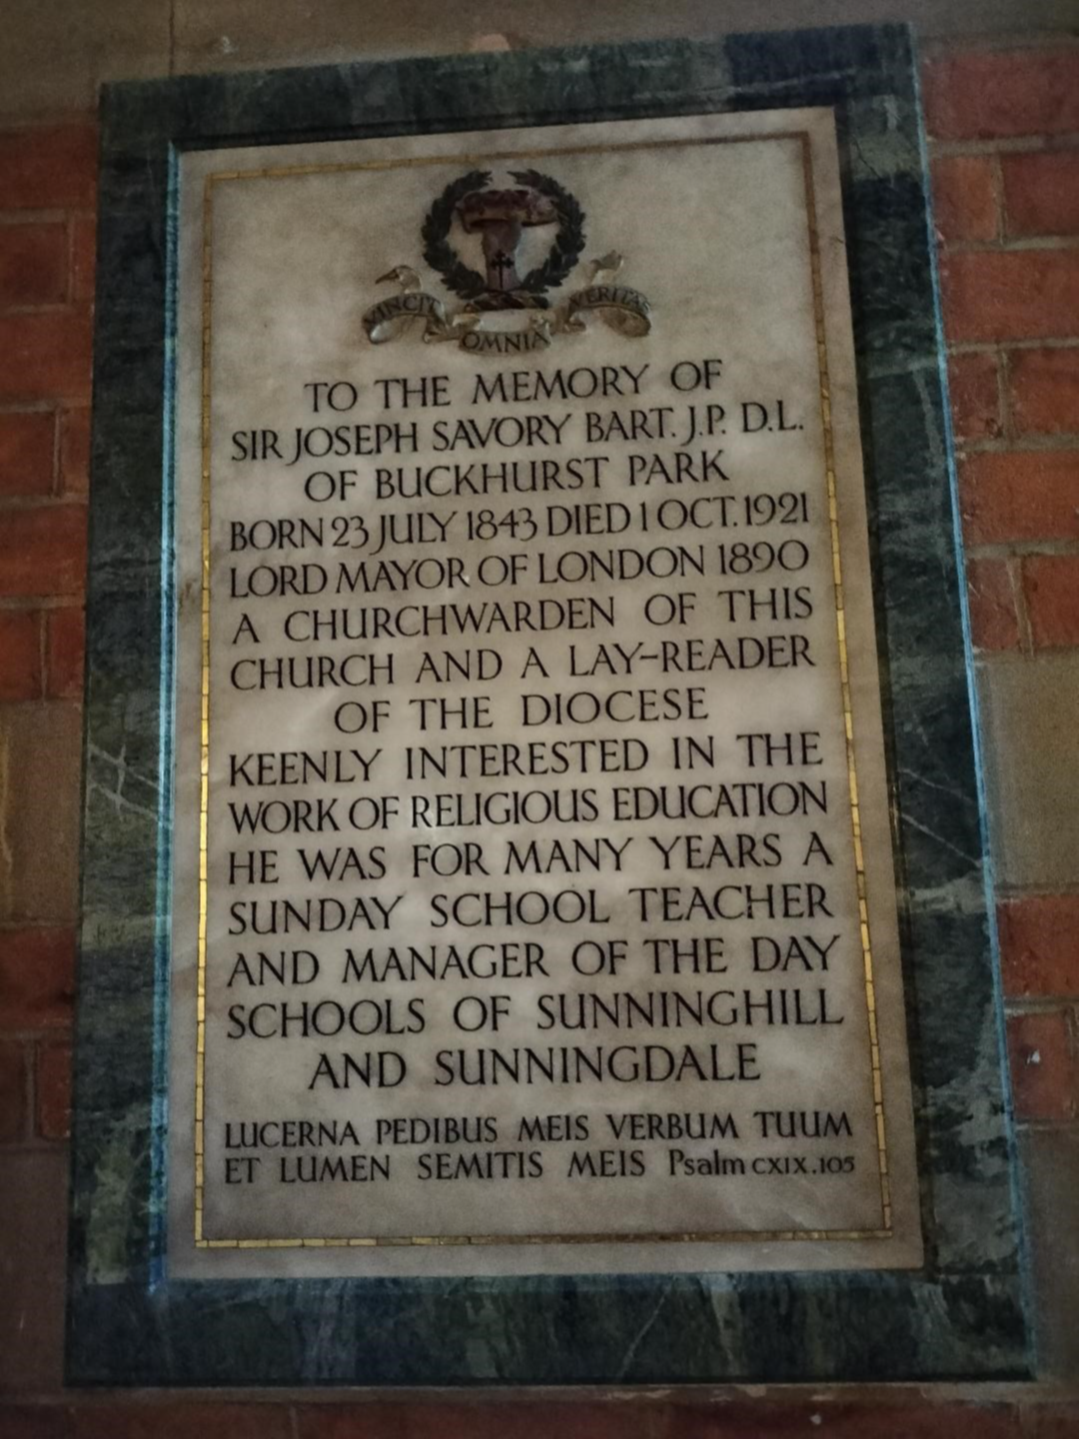 VINCIT OMNIA VERITAS
TO THE MEMORY OF
SIR JOSEPH SAVORY BART. J.P. D.L.
OF BUCKHURST PARK
BORN 23 JULY 1843 DIED 1 OCT. 1921
LORD MAYOR OF LONDON 1890
A CHURCHWARDEN OF THIS
CHURCH AND A LAY-READER
OF THE DIOCESE
KEENLY INTERESTED IN THE
WORK OF RELIGIOUS EDUCATION
HE WAS FOR MANY YEARS A
SUNDAY SCHOOL TEACHER
AND MANAGER OF THE DAY
SCHOOLS OF SUNNINGHILL
AND SUNNINGDALE
LUCERNA PEDIBUS MEIS VERBUM TUUM
ET LUMEN SEMITIS MEIS Psalm CXIX.105